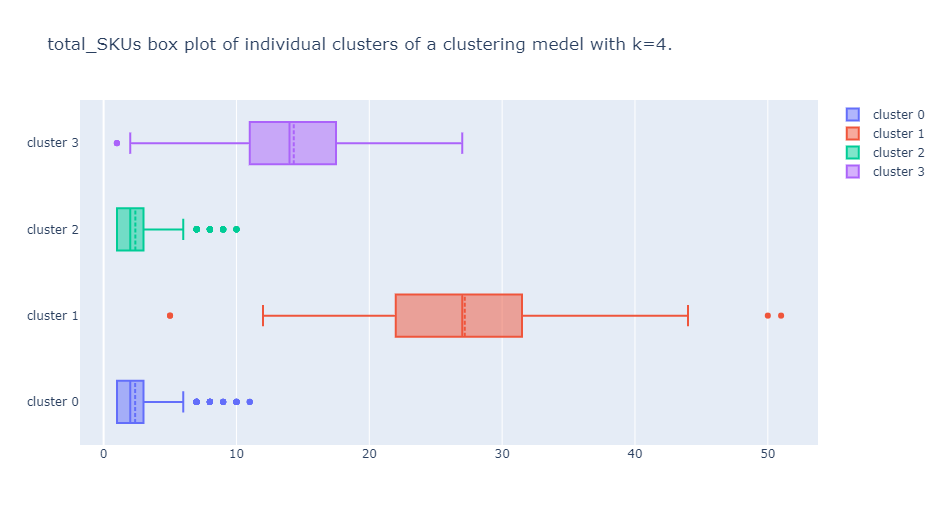 total_SKUs box plot of individual clusters of a clustering medel with k=4.
cluster 3
cluster 2
cluster 1
cluster 0
0 10 20 30 40 50
cluster 0
cluster 1
cluster 2
cluster 3